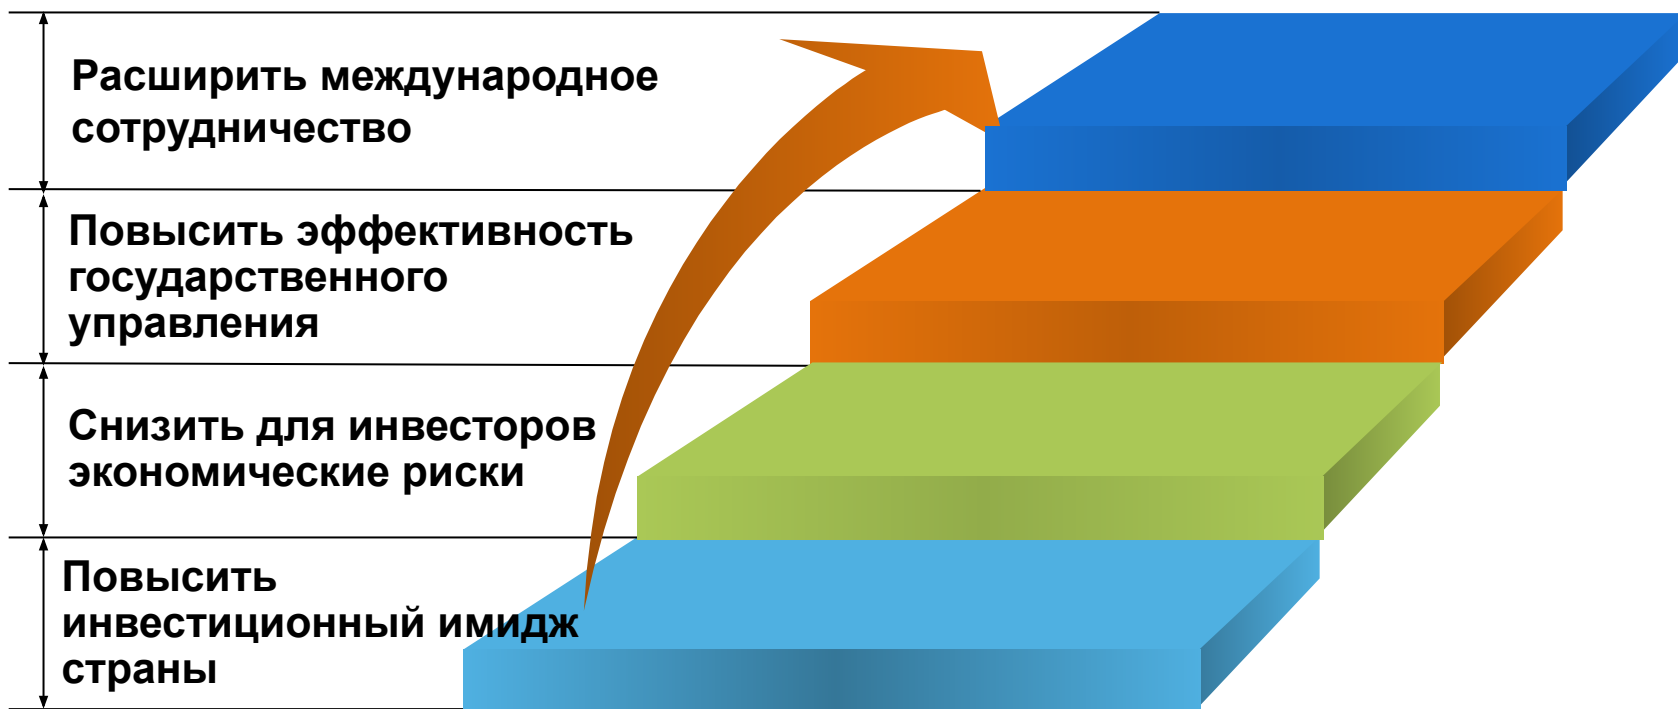 Расширить международное
сотрудничество
Повысить эффективность
государственного
управления
Снизить для инвесторов
экономические риски
Повысить
инвестиционный имидж
страны